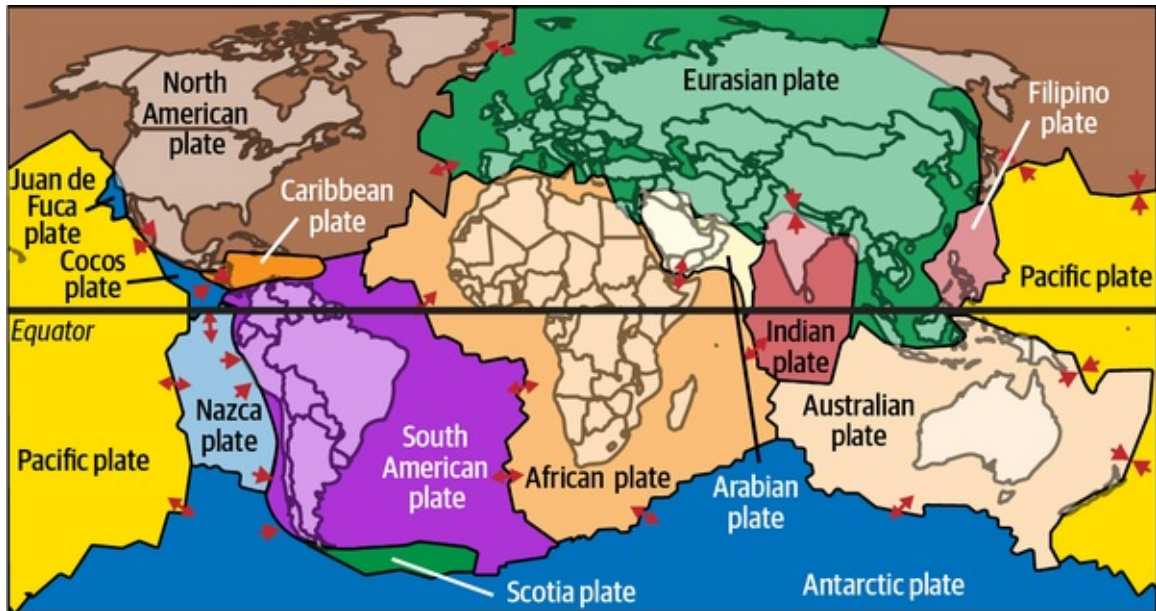 North
American
plate
Eurasian plate
Filipino
plate
Juan de
Fuca
plate
Caribbean
plate
Cocos
plate
Pacific plate
Equator
Indian
plate
Nazca
plate
Australian
plate
South
American
plate
Pacific plate
African plate
Arabian
plate
Scotia plate
Antarctic plate